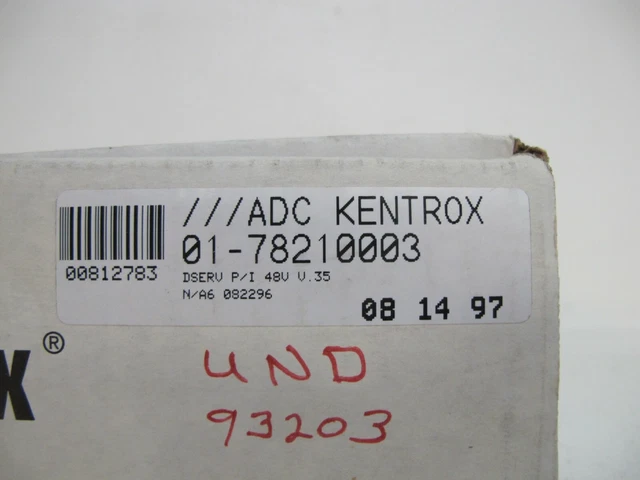 ///ADC KENTROX
01-78210003
00812783
DSERV P/I 48V V.35
N/A6 082296
08 14 97
X®
UND
93203